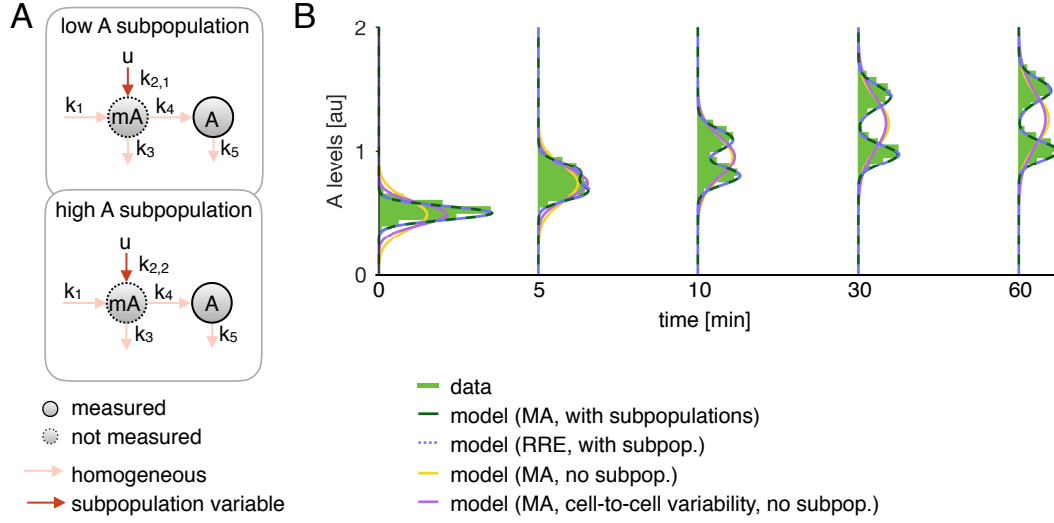 A
low A subpopulation
u
k2,1
k1
mA
k4
A
k3
k5
high A subpopulation
u
k2,2
k1
mA
k4
A
k3
k5
measured
not measured
homogeneous
subpopulation variable
B
2
1
0
A levels [au]
0
5
10
30
60
time [min]
data
model (MA, with subpopulations)
model (RRE, with subpop.)
model (MA, no subpop.)
model (MA, cell-to-cell variability, no subpop.)